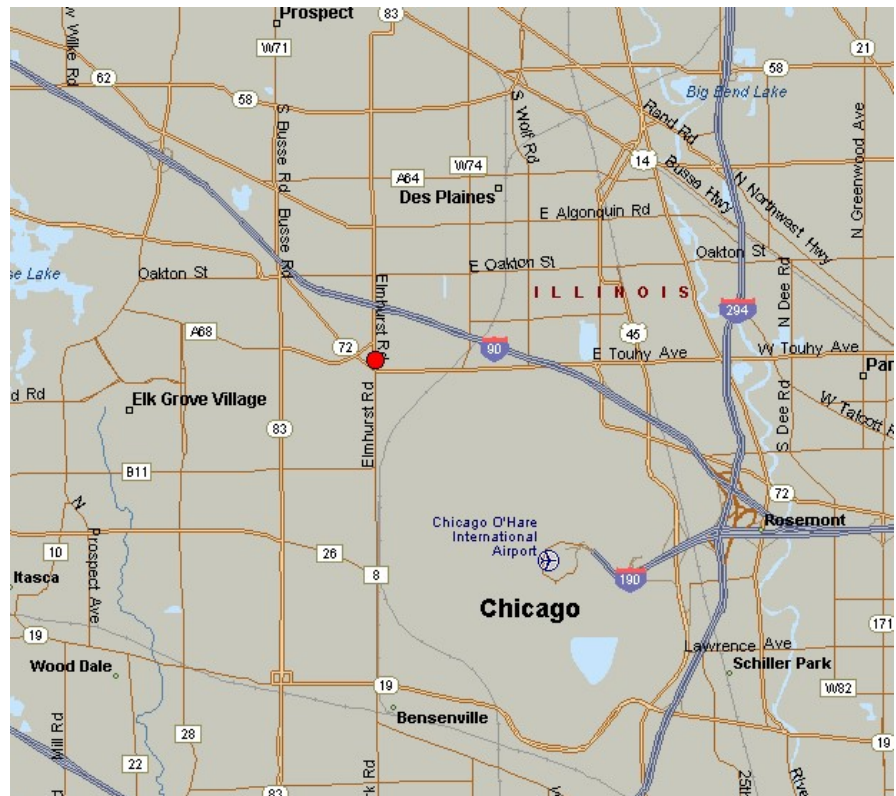 Prospect
83
W Wilke Rd
W71
21
62
58
58
Big Bend Lake
S Busse Rd
S Wolf Rd
Rand Rd
N Greenwood Ave
14
W74
A64
Des Plaines
Busse Hwy
N Northwest Hwy
E Algonquin Rd
Busse Rd
Oakton St
E Oakton St
Oakton St
se Lake
Elmhurst Rd
ILLINOIS
N Dee Rd
294
A68
72
90
45
E Touhy Ave
W Touhy Ave
Par
Elk Grove Village
d Rd
Elmhurst Rd
S Dee Rd
W Talcott R
83
B11
72
N Prospect Ave
Chicago O'Hare
International
Airport
Rosemont
10
26
8
190
Itasca
Chicago
19
171
Lawrence Ave
Wood Dale
Schiller Park
19
W82
Bensenville
Mill Rd
28
19
22
rk Rd
25th
River
83